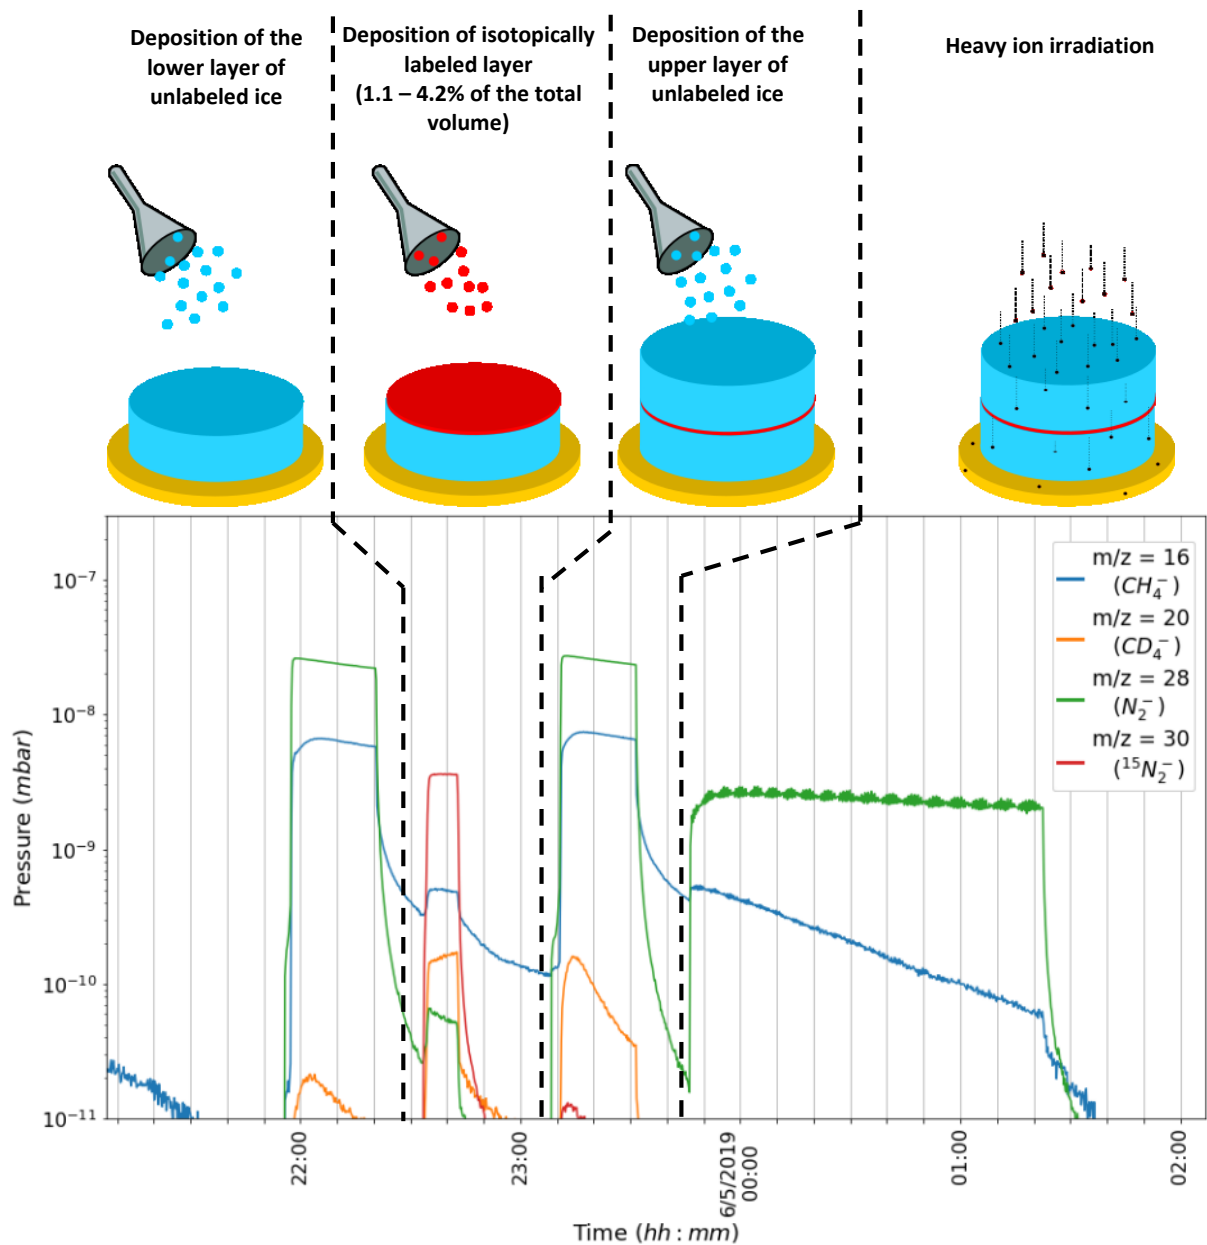 Deposition of the
lower layer of
unlabeled ice
Deposition of isotopically
labeled layer
(1.1 – 4.2% of the total
volume)
Deposition of the
upper layer of
unlabeled ice
Heavy ion irradiation
m/z = 16
(CH₄⁻)
m/z = 20
(CD₄⁻)
m/z = 28
(N₂⁻)
m/z = 30
(¹⁵N₂⁻)
Pressure (mbar)
10⁻⁷
10⁻⁸
10⁻⁹
10⁻¹⁰
10⁻¹¹
22:00
23:00
6/5/2019
00:00
01:00
02:00
Time (hh : mm)